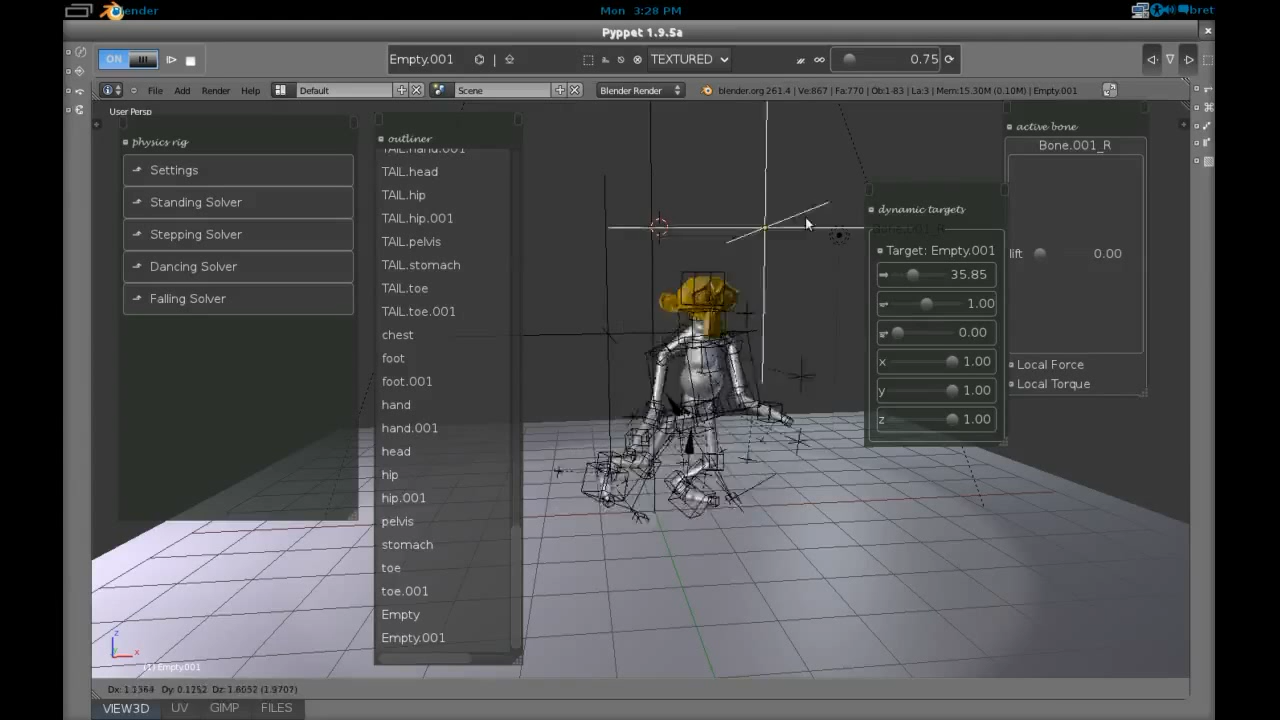 Blender
Mon 3:28 PM
bret
Pyppet 1.9.5a
ON
Empty.001
TEXTURED
0.75
File Add Render Help
Default
Scene
Blender Render
blender.org 261.4 | Ve:867 | Fa:770 | Ob:1-83 | La:3 | Mem:15.30M (0.10M) | Empty.001
User Persp
physics rig
Settings
Standing Solver
Stepping Solver
Dancing Solver
Falling Solver
outliner
TAIL.hand.001
TAIL.head
TAIL.hip
TAIL.hip.001
TAIL.pelvis
TAIL.stomach
TAIL.toe
TAIL.toe.001
chest
foot
foot.001
hand
hand.001
head
hip
hip.001
pelvis
stomach
toe
toe.001
Empty
Empty.001
dynamic targets
Target: Empty.001
35.85
1.00
0.00
x 1.00
y 1.00
z 1.00
active bone
Bone.001_R
lift 0.00
Local Force
Local Torque
z
y
x
(1) Empty.001
Dx: 1.1364 Dy: 0.1252 Dz: 1.6052 (1.9707)
VIEW3D UV GIMP FILES